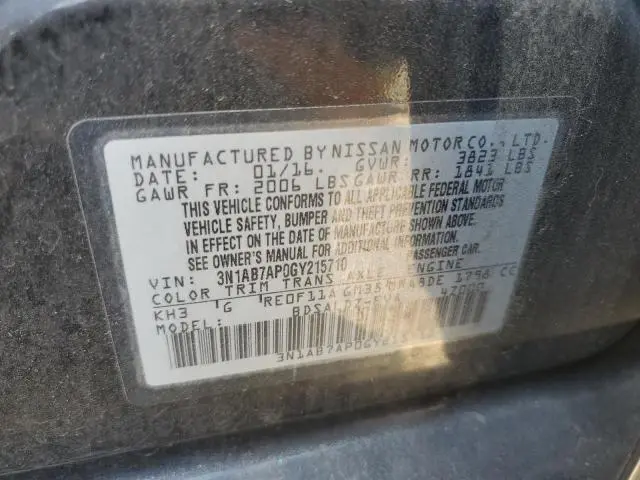 MANUFACTURED BY NISSAN MOTOR CO., LTD.
DATE: 01/16 GVWR: 3823 LBS
GAWR FR: 2006 LBS GAWR RR: 1841 LBS
THIS VEHICLE CONFORMS TO ALL APPLICABLE FEDERAL MOTOR
VEHICLE SAFETY, BUMPER AND THEFT PREVENTION STANDARDS
IN EFFECT ON THE DATE OF MANUFACTURE SHOWN ABOVE.
SEE OWNER'S MANUAL FOR ADDITIONAL INFORMATION.
VIN: 3N1AB7AP0GY215710 PASSENGER CAR.
COLOR TRIM TRANS AXLE ENGINE
KH3 G RE0F11A GM38 1798 CC
MODEL: 47000